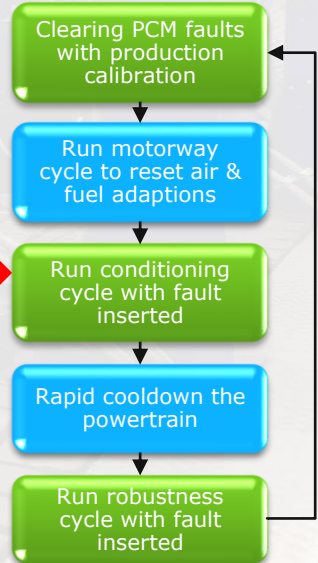 Clearing PCM faults
with production
calibration
Run motorway
cycle to reset air &
fuel adaptions
Run conditioning
cycle with fault
inserted
Rapid cooldown the
powertrain
Run robustness
cycle with fault
inserted